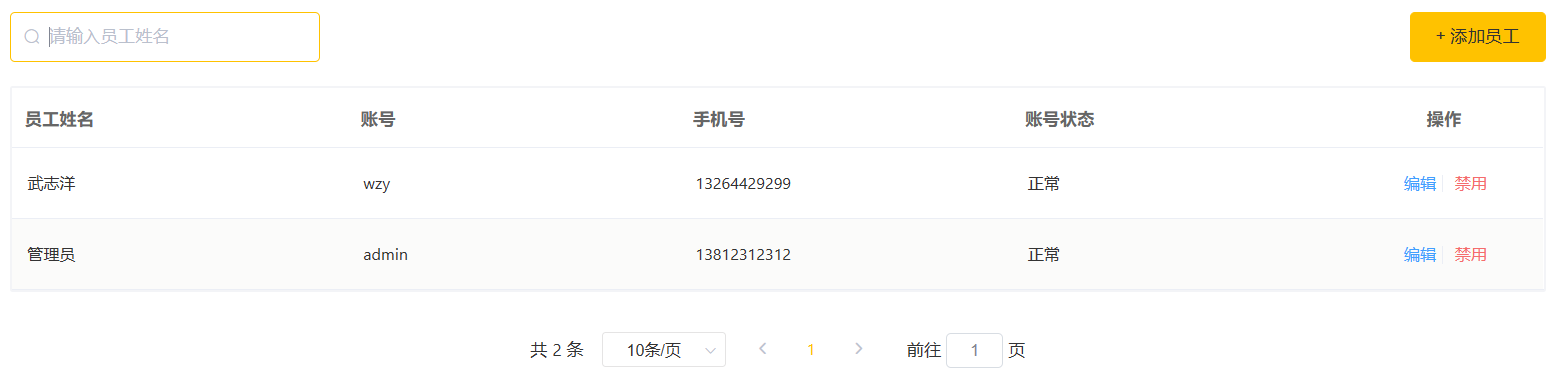 请输入员工姓名
+ 添加员工
员工姓名 账号 手机号 账号状态 操作
武志洋 wzy 13264429299 正常 编辑 禁用
管理员 admin 13812312312 正常 编辑 禁用
共 2 条 10条/页 1 前往 1 页